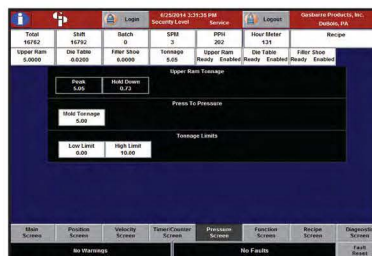 Login
6/25/2014 3:31:35 PM
Security Level Service
Logout
Gasbarre Products, Inc.
DuBois, PA
Total 16762
Shift 16792
Batch 0
SPM 3
PPH 202
Hour Meter 131
Recipe
Upper Ram 5.0000
Die Table 0.0200
Filler Shoe 6.0000
Tonnage 5.05
Upper Ram Ready Enabled
Die Table Ready Enabled
Filler Shoe Ready Enabled
Upper Ram Tonnage
Peak 5.05
Hold Down 0.73
Press To Pressure
Mold Tonnage 5.00
Tonnage Limits
Low Limit 0.00
High Limit 10.00
Main Screen
Position Screen
Velocity Screen
Timer/Counter Screen
Pressure Screen
Function Screen
Recipe Screen
Diagnostic Screen
No Warnings
No Faults
Fault Reset